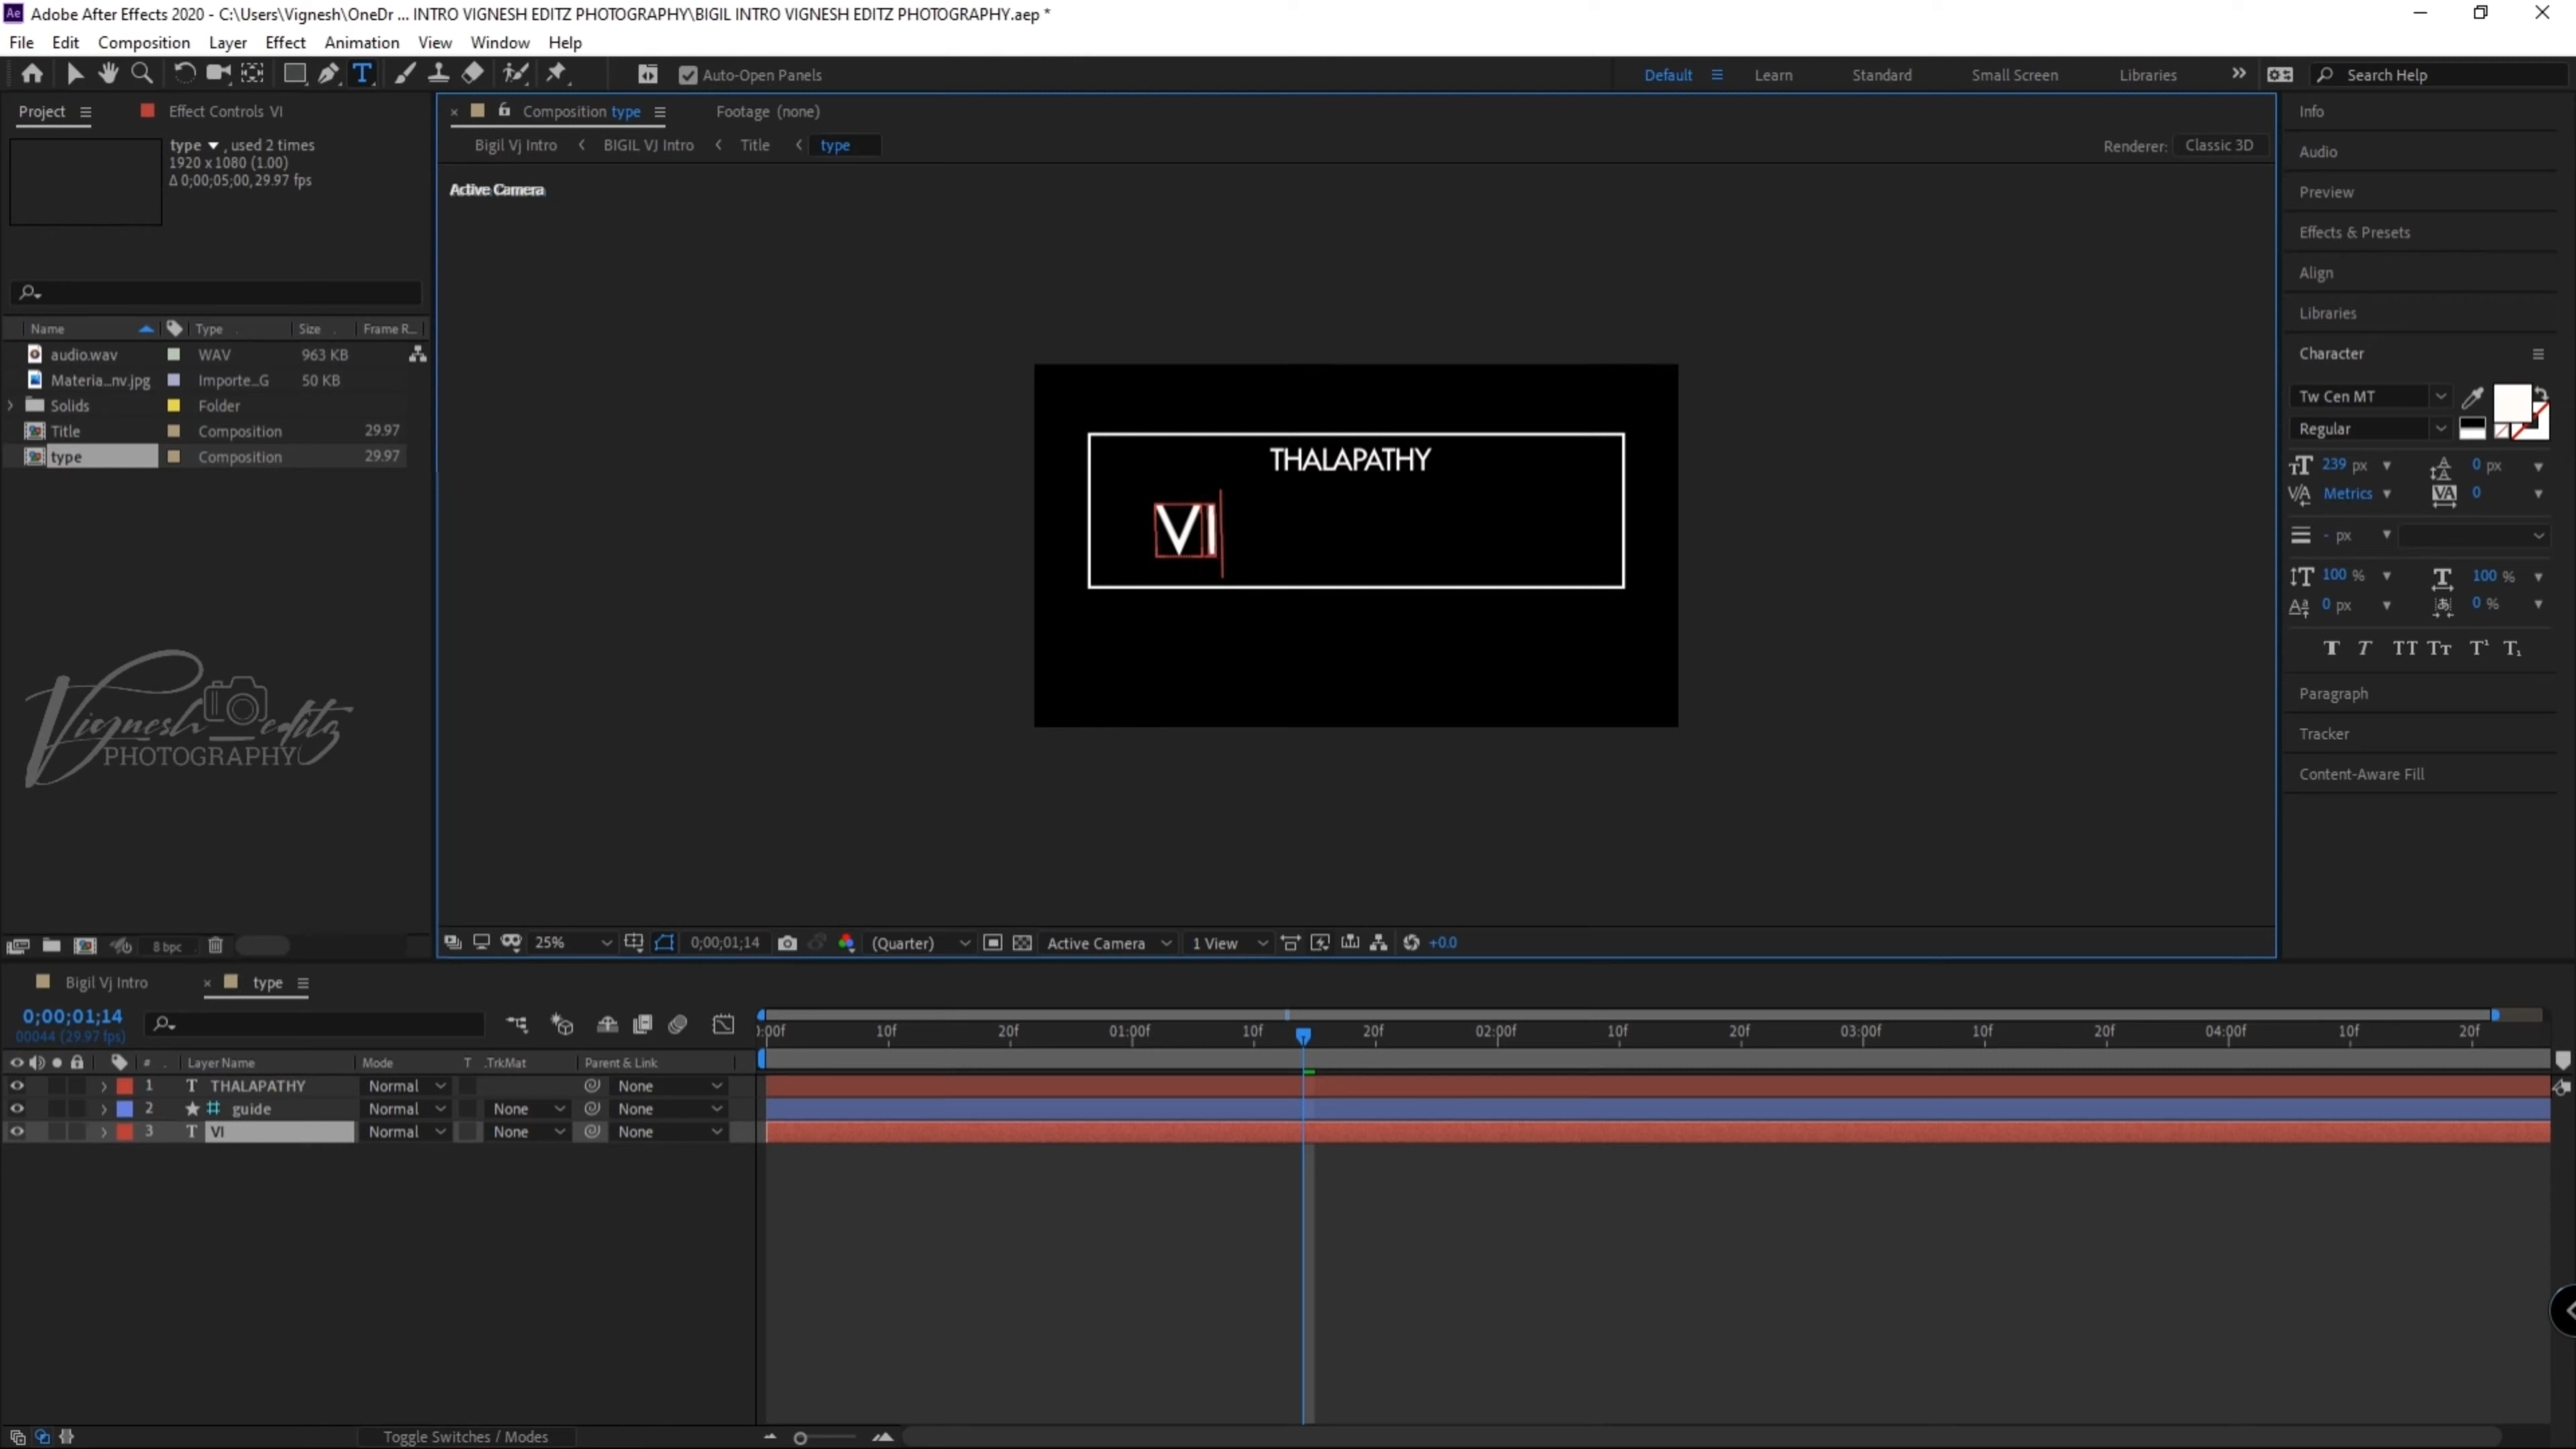 Adobe After Effects 2020 - C:\Users\Vignesh\OneDr ... INTRO VIGNESH EDITZ PHOTOGRAPHY\BIGIL INTRO VIGNESH EDITZ PHOTOGRAPHY.aep *
File Edit Composition Layer Effect Animation View Window Help
T Auto-Open Panels Default Learn Standard Small Screen Libraries Search Help
Project Effect Controls VI
type , used 2 times
1920 x 1080 (1.00)
Δ 0;00;05;00, 29.97 fps
Name Type Size Frame R...
audio.wav WAV 963 KB
Materia_nv.jpg Importe_G 50 KB
Solids Folder
Title Composition 29.97
type Composition 29.97
Vignesh editz
PHOTOGRAPHY
8 bpc
Composition type Footage (none)
Bigil Vj Intro < BIGIL VJ Intro < Title < type
Renderer: Classic 3D
Active Camera
THALAPATHY
VI
25% 0;00;01;14 (Quarter) Active Camera 1 View +0.0
Info
Audio
Preview
Effects & Presets
Align
Libraries
Character
Tw Cen MT
Regular
239 px 0 px
Metrics 0
- px
100 % 100 %
0 px 0 %
T T TT Tт T¹ T₁
Paragraph
Tracker
Content-Aware Fill
Bigil Vj Intro type
0;00;01;14
00044 (29.97 fps)
):00f 10f 20f 01:00f 10f 20f 02:00f 10f 20f 03:00f 10f 20f 04:00f 10f 20f
# Layer Name Mode T .TrkMat Parent & Link
1 T THALAPATHY Normal None
2 guide Normal None None
3 T VI Normal None None
Toggle Switches / Modes